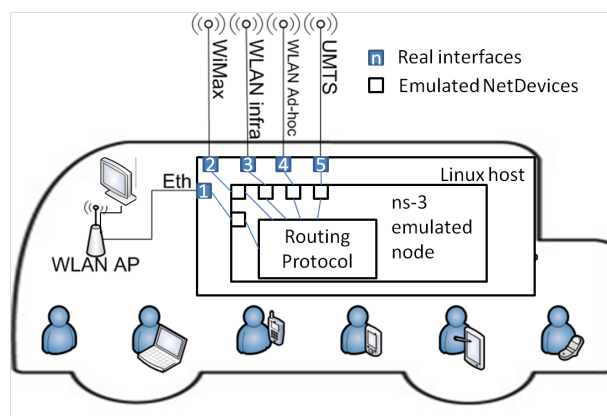 WiMax
WLAN infra
WLAN Ad-hoc
UMTS
n Real interfaces
Emulated NetDevices
2
3
4
5
Eth
1
Linux host
ns-3
emulated
node
Routing
Protocol
WLAN AP